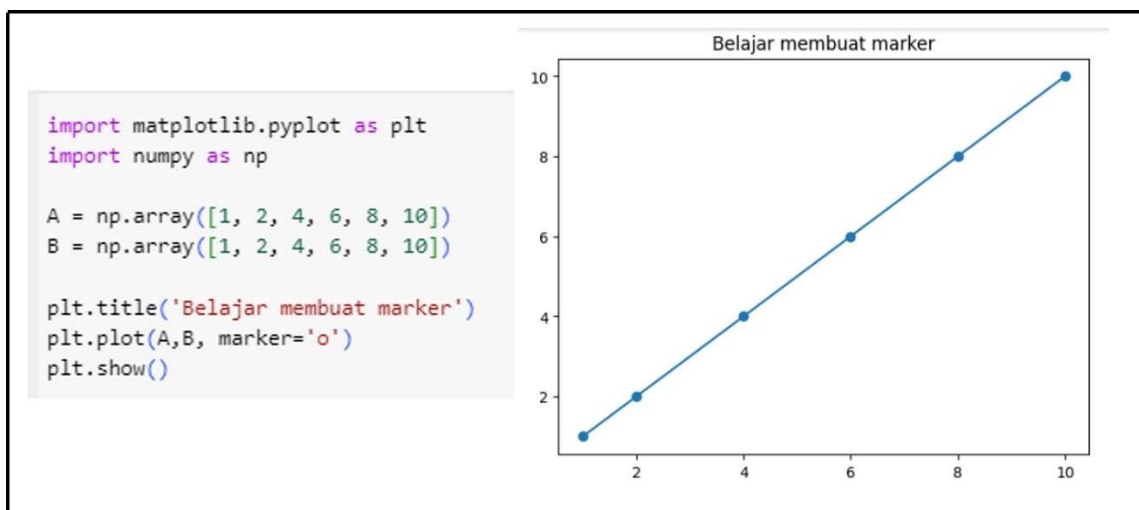 import matplotlib.pyplot as plt
import numpy as np
A = np.array([1, 2, 4, 6, 8, 10])
B = np.array([1, 2, 4, 6, 8, 10])
plt.title('Belajar membuat marker')
plt.plot(A,B, marker='o')
plt.show()
Belajar membuat marker
10
8
6
4
2
2 4 6 8 10